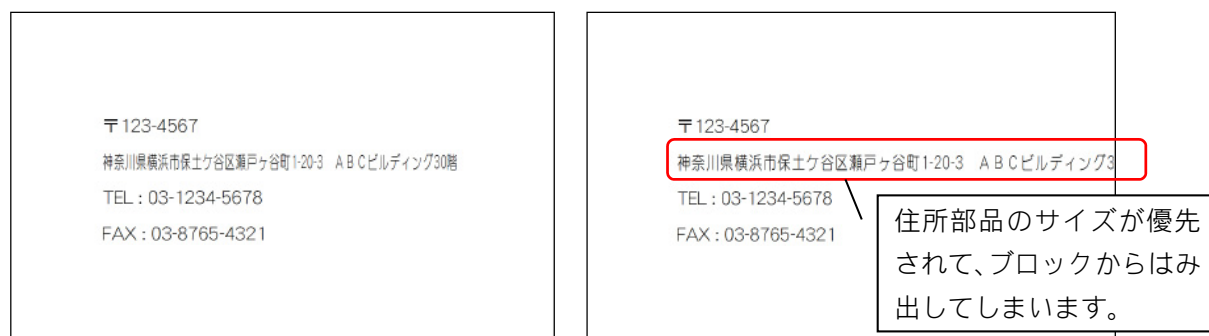 〒123-4567
神奈川県横浜市保土ケ谷区瀬戸ヶ谷町1-20-3　ＡＢＣビルディング30階
TEL : 03-1234-5678
FAX : 03-8765-4321
〒123-4567
神奈川県横浜市保土ケ谷区瀬戸ヶ谷町1-20-3　ＡＢＣビルディング3
TEL : 03-1234-5678
FAX : 03-8765-4321
住所部品のサイズが優先
されて、ブロックからはみ
出してしまいます。